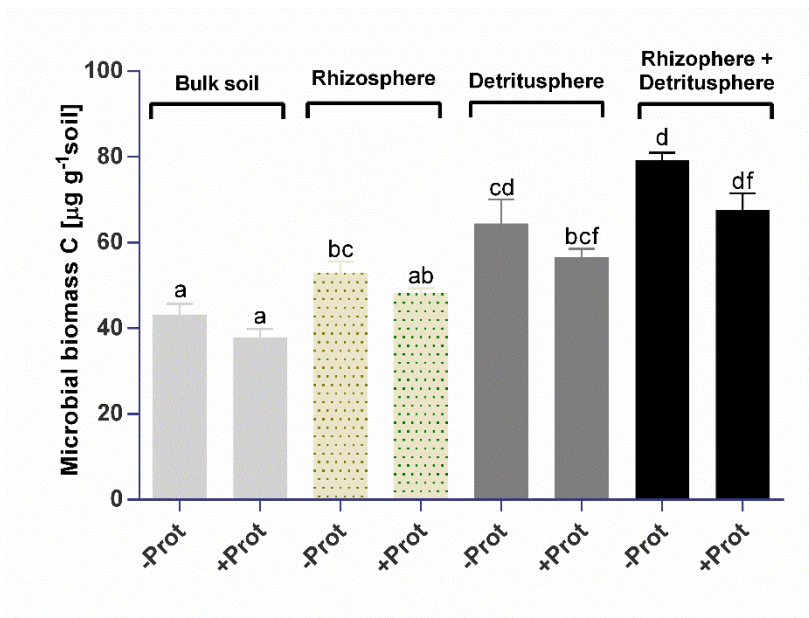 Microbial biomass C [µg g⁻¹soil]
100
80
60
40
20
0
Bulk soil
Rhizosphere
Detritusphere
Rhizophere +
Detritusphere
a
a
bc
ab
cd
bcf
d
df
-Prot
+Prot
-Prot
+Prot
-Prot
+Prot
-Prot
+Prot